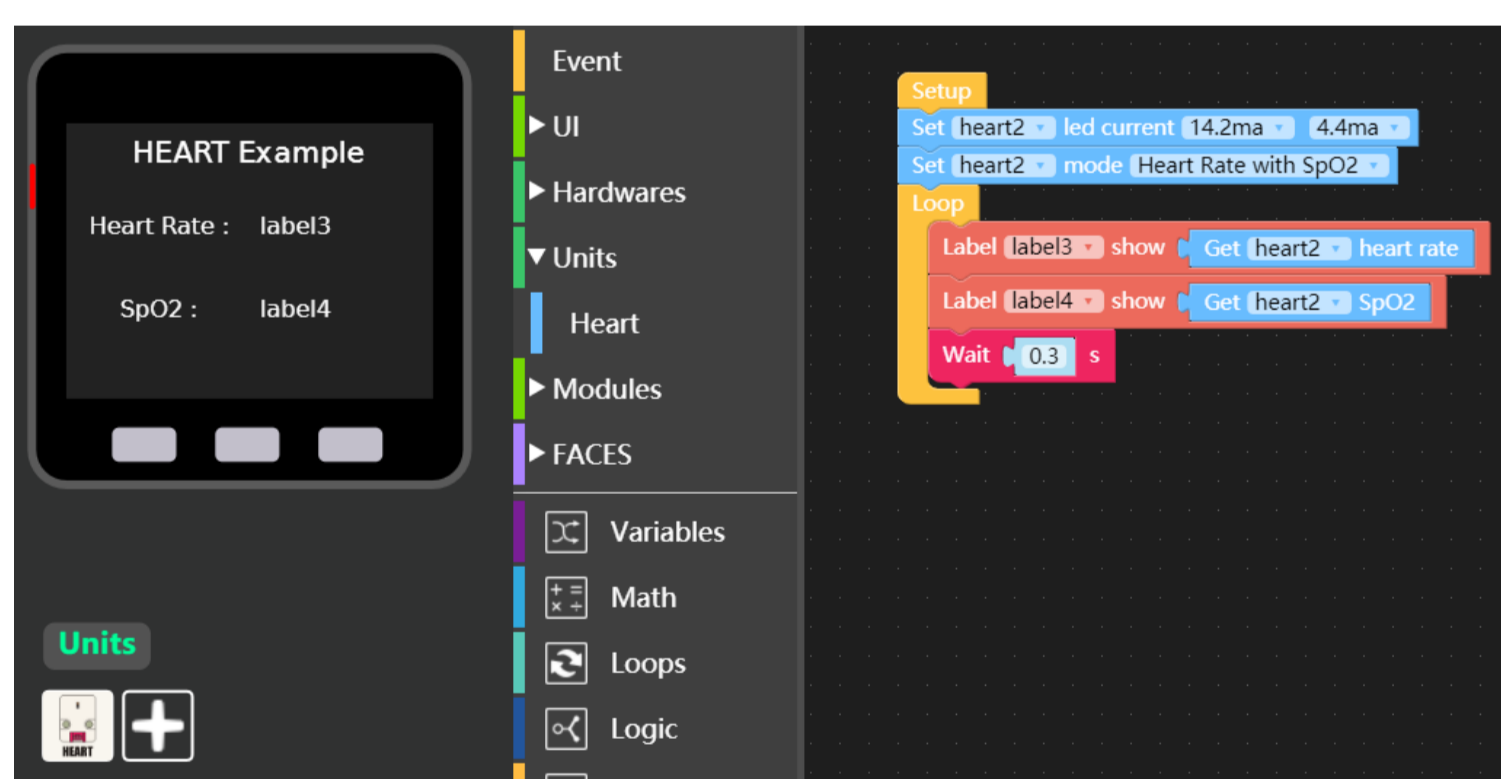 HEART Example
Heart Rate : label3
SpO2 : label4
Units
HEART
Event
UI
Hardwares
Units
Heart
Modules
FACES
Variables
Math
Loops
Logic
Setup
Set heart2 led current 14.2ma 4.4ma
Set heart2 mode Heart Rate with SpO2
Loop
Label label3 show Get heart2 heart rate
Label label4 show Get heart2 SpO2
Wait 0.3 s